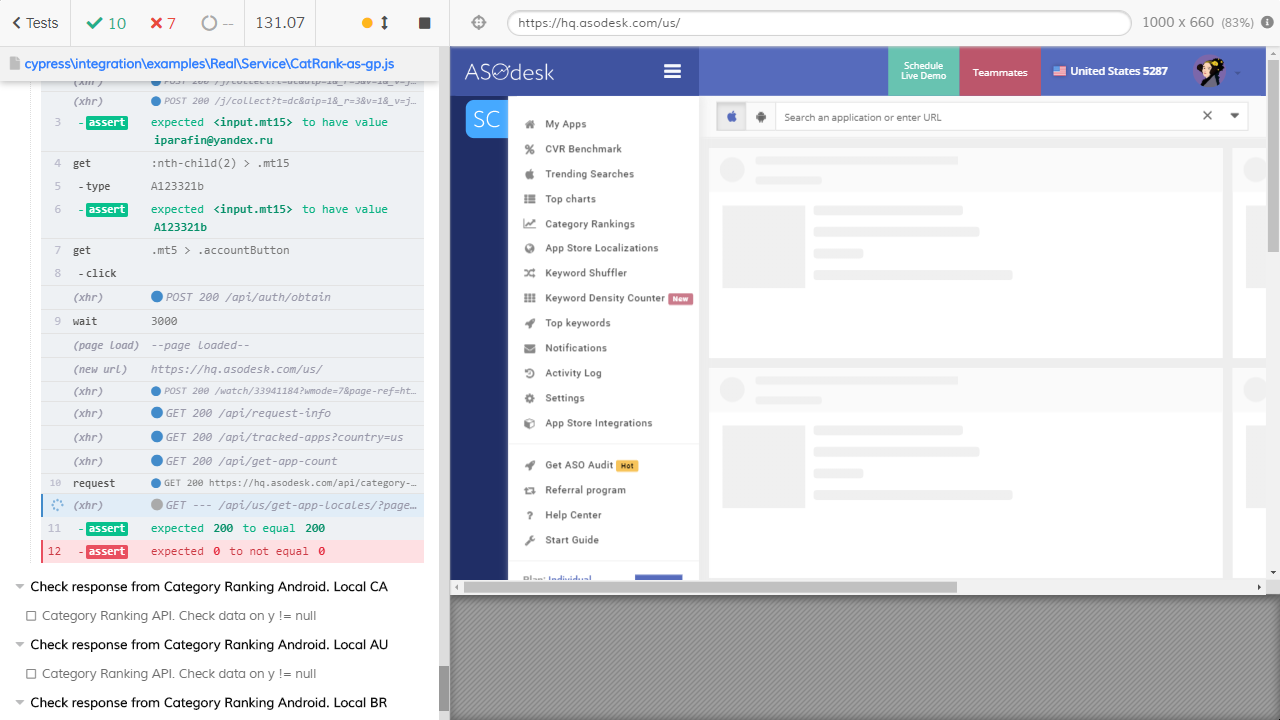 Tests
10
7
--
131.07
https://hq.asodesk.com/us/
1000 x 660 (83%)
cypress\integration\examples\Real\Service\CatRank-as-gp.js
(xhr) POST 200 /j/collect?t=dc&aip=1&_r=3&v=1&_v=j…
(xhr) POST 200 /j/collect?t=dc&aip=1&_r=3&v=1&_v=j…
3 - assert expected <input.mt15> to have value
iparafin@yandex.ru
4 get :nth-child(2) > .mt15
5 - type A123321b
6 - assert expected <input.mt15> to have value
A123321b
7 get .mt5 > .accountButton
8 - click
(xhr) POST 200 /api/auth/obtain
9 wait 3000
(page load) --page loaded--
(new url) https://hq.asodesk.com/us/
(xhr) POST 200 /watch/33941184?wmode=7&page-ref=ht…
(xhr) GET 200 /api/request-info
(xhr) GET 200 /api/tracked-apps?country=us
(xhr) GET 200 /api/get-app-count
10 request GET 200 https://hq.asodesk.com/api/category-…
(xhr) GET --- /api/us/get-app-locales/?page…
11 - assert expected 200 to equal 200
12 - assert expected 0 to not equal 0
Check response from Category Ranking Android. Local CA
Category Ranking API. Check data on y != null
Check response from Category Ranking Android. Local AU
Category Ranking API. Check data on y != null
Check response from Category Ranking Android. Local BR
ASOdesk
Schedule
Live Demo
Teammates
United States 5287
SC
Search an application or enter URL
My Apps
CVR Benchmark
Trending Searches
Top charts
Category Rankings
App Store Localizations
Keyword Shuffler
Keyword Density Counter New
Top keywords
Notifications
Activity Log
Settings
App Store Integrations
Get ASO Audit Hot
Referral program
Help Center
Start Guide
Plan: Individual